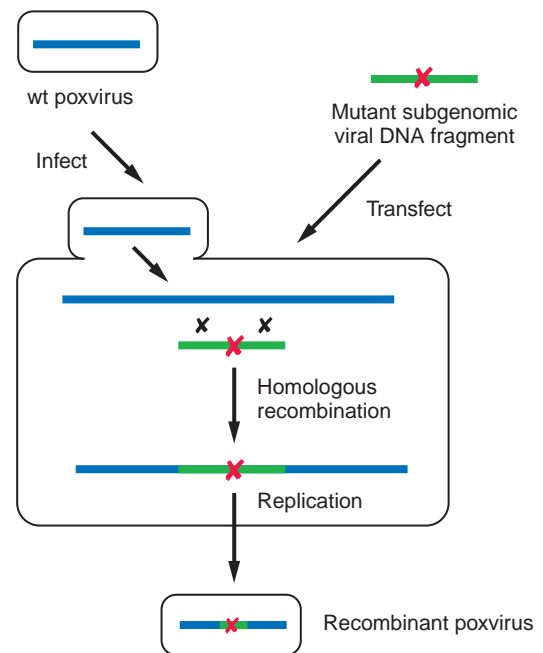 wt poxvirus
Mutant subgenomic
viral DNA fragment
Infect
Transfect
Homologous
recombination
Replication
Recombinant poxvirus